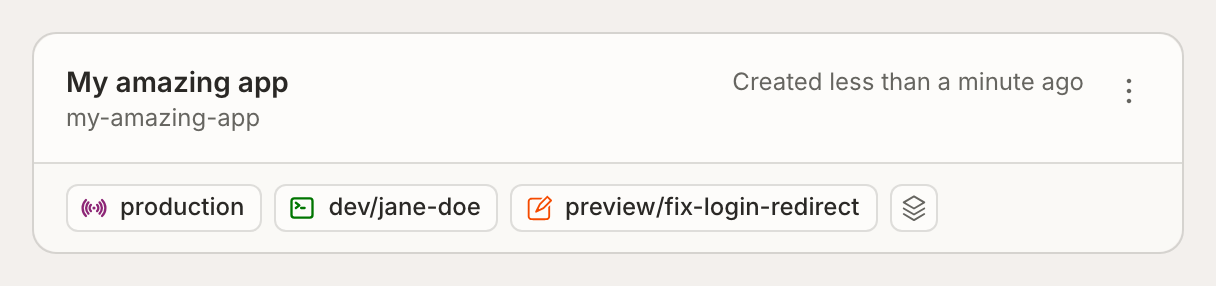 My amazing app
my-amazing-app
Created less than a minute ago
production
dev/jane-doe
preview/fix-login-redirect